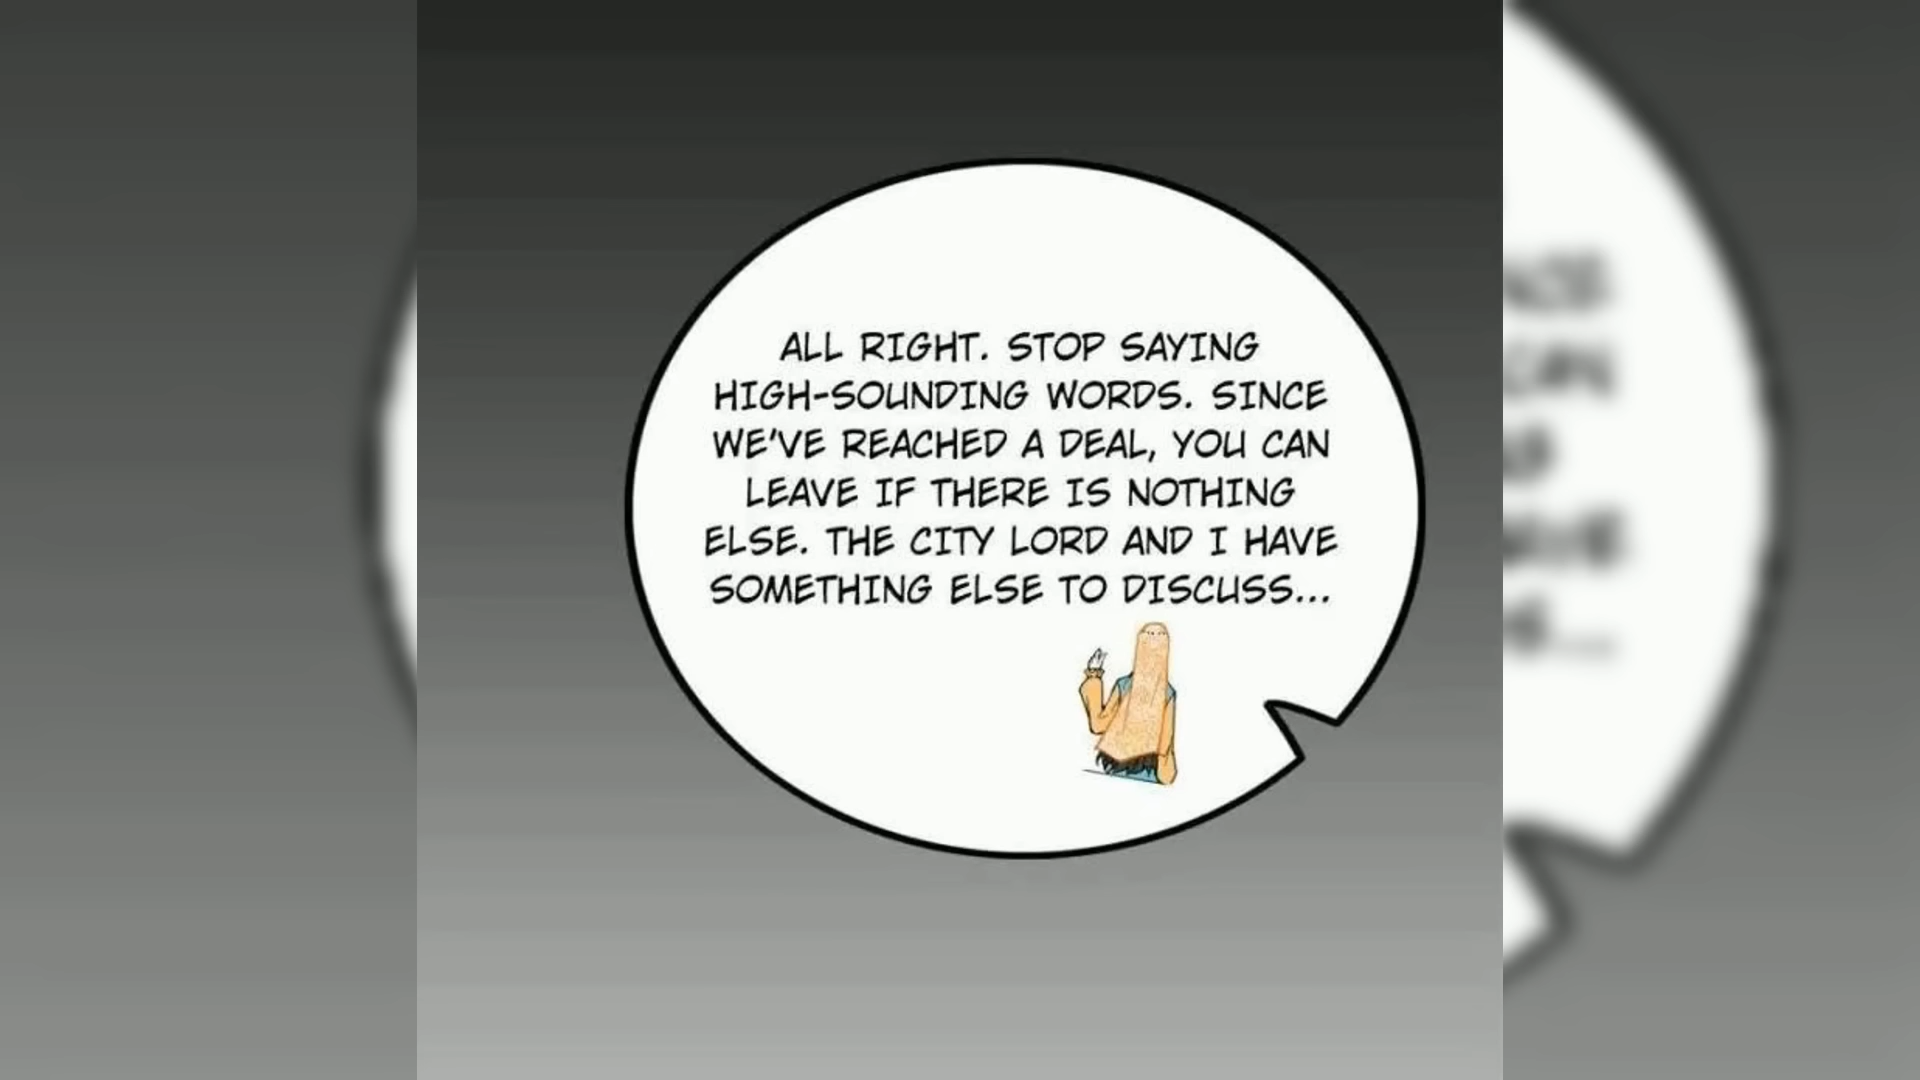 ALL RIGHT. STOP SAYING
HIGH-SOUNDING WORDS. SINCE
WE'VE REACHED A DEAL, YOU CAN
LEAVE IF THERE IS NOTHING
ELSE. THE CITY LORD AND I HAVE
SOMETHING ELSE TO DISCUSS...